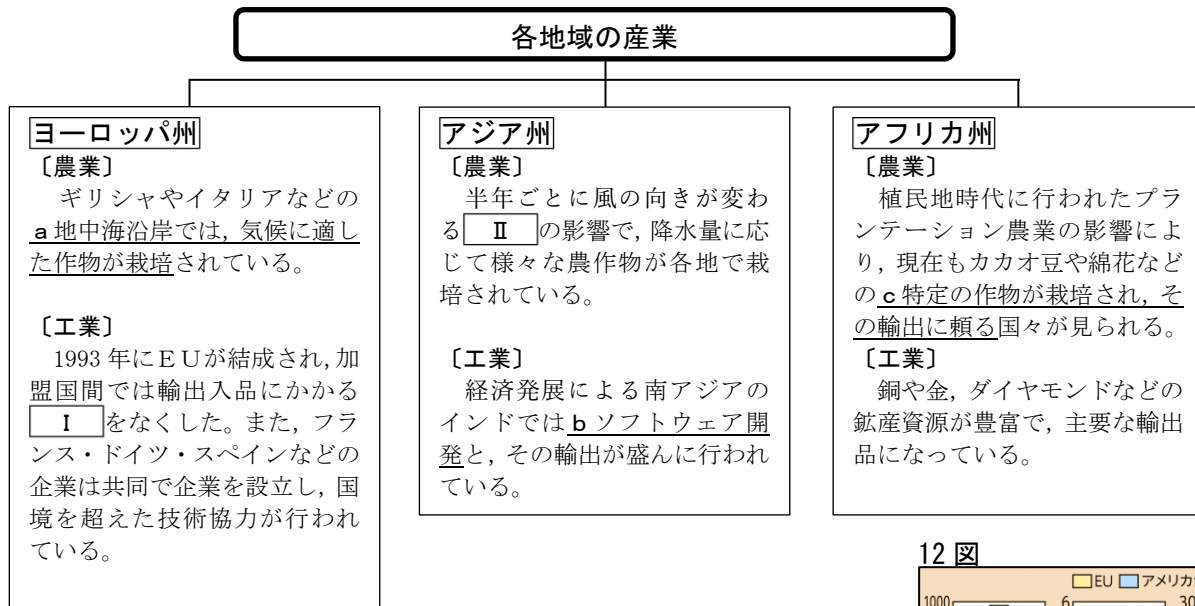 各地域の産業
ヨーロッパ州
〔農業〕
ギリシャやイタリアなどの
a地中海沿岸では，気候に適し
た作物が栽培されている。
〔工業〕
1993年にEUが結成され，加
盟国間では輸出入品にかかる
Ⅰ をなくした。また，フラ
ンス・ドイツ・スペインなどの
企業は共同で企業を設立し，国
境を超えた技術協力が行われ
ている。
アジア州
〔農業〕
半年ごとに風の向きが変わ
る Ⅱ の影響で，降水量に応
じて様々な農作物が各地で栽
培されている。
〔工業〕
経済発展による南アジアの
インドではbソフトウェア開
発と，その輸出が盛んに行われ
ている。
アフリカ州
〔農業〕
植民地時代に行われたプラ
ンテーション農業の影響によ
り，現在もカカオ豆や綿花など
のc特定の作物が栽培され，そ
の輸出に頼る国々が見られる。
〔工業〕
銅や金，ダイヤモンドなどの
鉱産資源が豊富で，主要な輸出
品になっている。
12図
EU アメリカ
1000 6 30